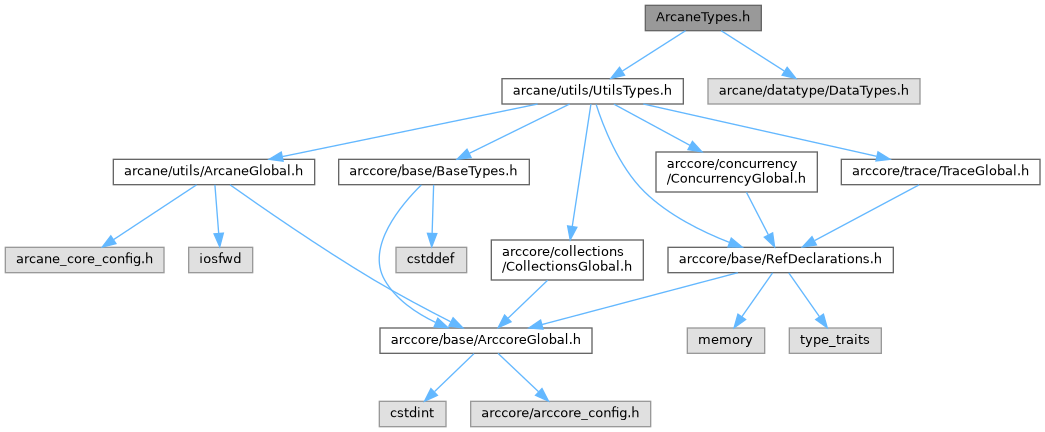 ArcaneTypes.h
arcane/utils/UtilsTypes.h
arcane/datatype/DataTypes.h
arcane/utils/ArcaneGlobal.h
arccore/base/BaseTypes.h
arccore/concurrency
/ConcurrencyGlobal.h
arccore/trace/TraceGlobal.h
arcane_core_config.h
iosfwd
cstddef
arccore/collections
/CollectionsGlobal.h
arccore/base/RefDeclarations.h
arccore/base/ArccoreGlobal.h
memory
type_traits
cstdint
arccore/arccore_config.h